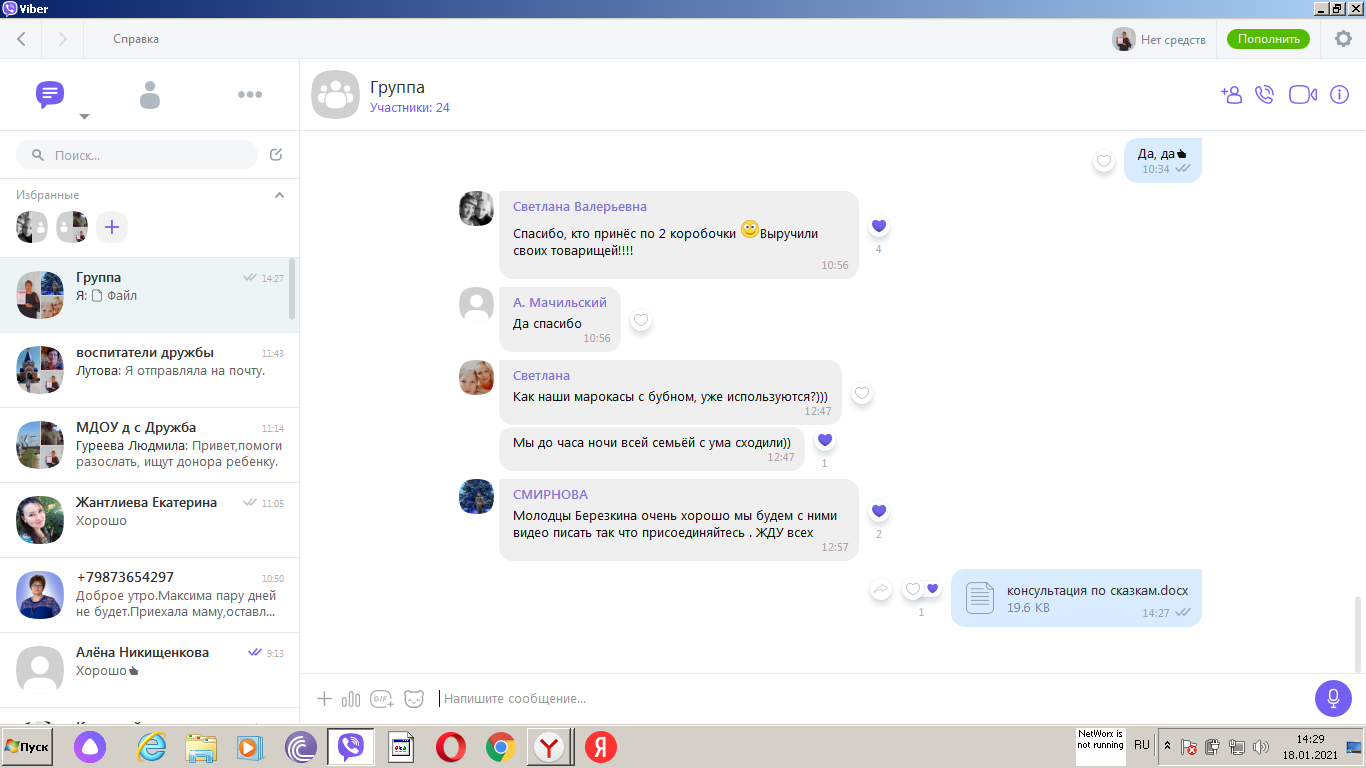 Viber
Справка
Нет средств
Пополнить
Группа
Участники: 24
Поиск...
Избранные
Группа
14:27
Я: Файл
воспитатели дружбы
11:43
Лутова: Я отправляла на почту.
МДОУ д с Дружба
11:14
Гуреева Людмила: Привет,помоги
разослать, ищут донора ребенку.
Жантлиева Екатерина
11:05
Хорошо
+79873654297
10:50
Доброе утро.Максима пару дней
не будет.Приехала маму,оставл...
Алёна Никищенкова
9:13
Хорошо
Да, да
10:34
Светлана Валерьевна
Спасибо, кто принёс по 2 коробочки Выручили
своих товарищей!!!!
10:56
4
А. Мачильский
Да спасибо
10:56
Светлана
Как наши марокасы с бубном, уже используются?)))
12:47
Мы до часа ночи всей семьёй с ума сходили))
12:47
1
СМИРНОВА
Молодцы Березкина очень хорошо мы будем с ними
видео писать так что присоединяйтесь . ЖДУ всех
12:57
2
консультация по сказкам.docx
19.6 KB
14:27
1
GIF
Напишите сообщение...
Пуск
NetWorx is
not running
RU
14:29
18.01.2021